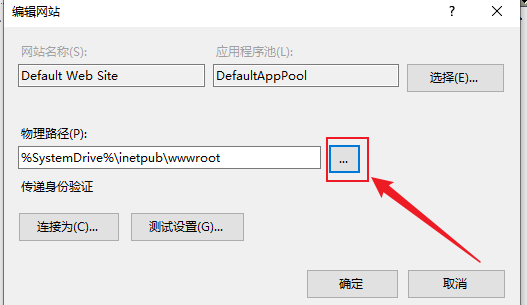 编辑网站
网站名称(S):
应用程序池(L):
Default Web Site
DefaultAppPool
选择(E)...
物理路径(P):
%SystemDrive%\inetpub\wwwroot
...
传递身份验证
连接为(C)...
测试设置(G)...
确定
取消